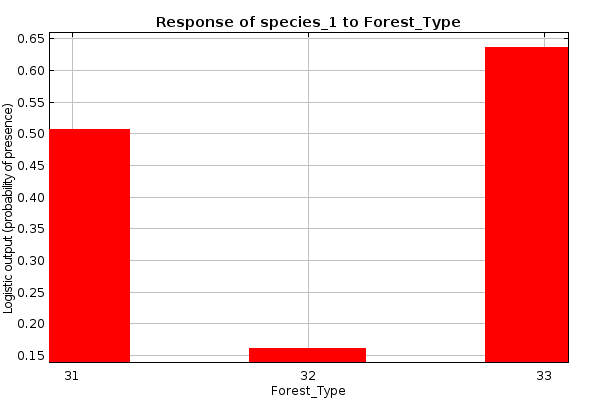 Response of species_1 to Forest_Type
Logistic output (probability of presence)
0.65
0.60
0.55
0.50
0.45
0.40
0.35
0.30
0.25
0.20
0.15
31 32 33
Forest_Type